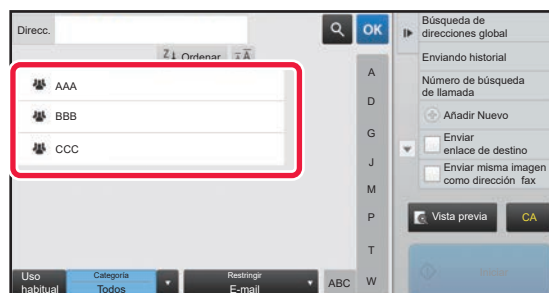 Direcc.
OK
Ordenar
AAA
BBB
CCC
A
D
G
J
M
P
T
W
Uso
habitual
Categoría
Todos
Restringir
E-mail
ABC
Búsqueda de
direcciones global
Enviando historial
Número de búsqueda
de llamada
Añadir Nuevo
Enviar
enlace de destino
Enviar misma imagen
como dirección fax
Vista previa
CA